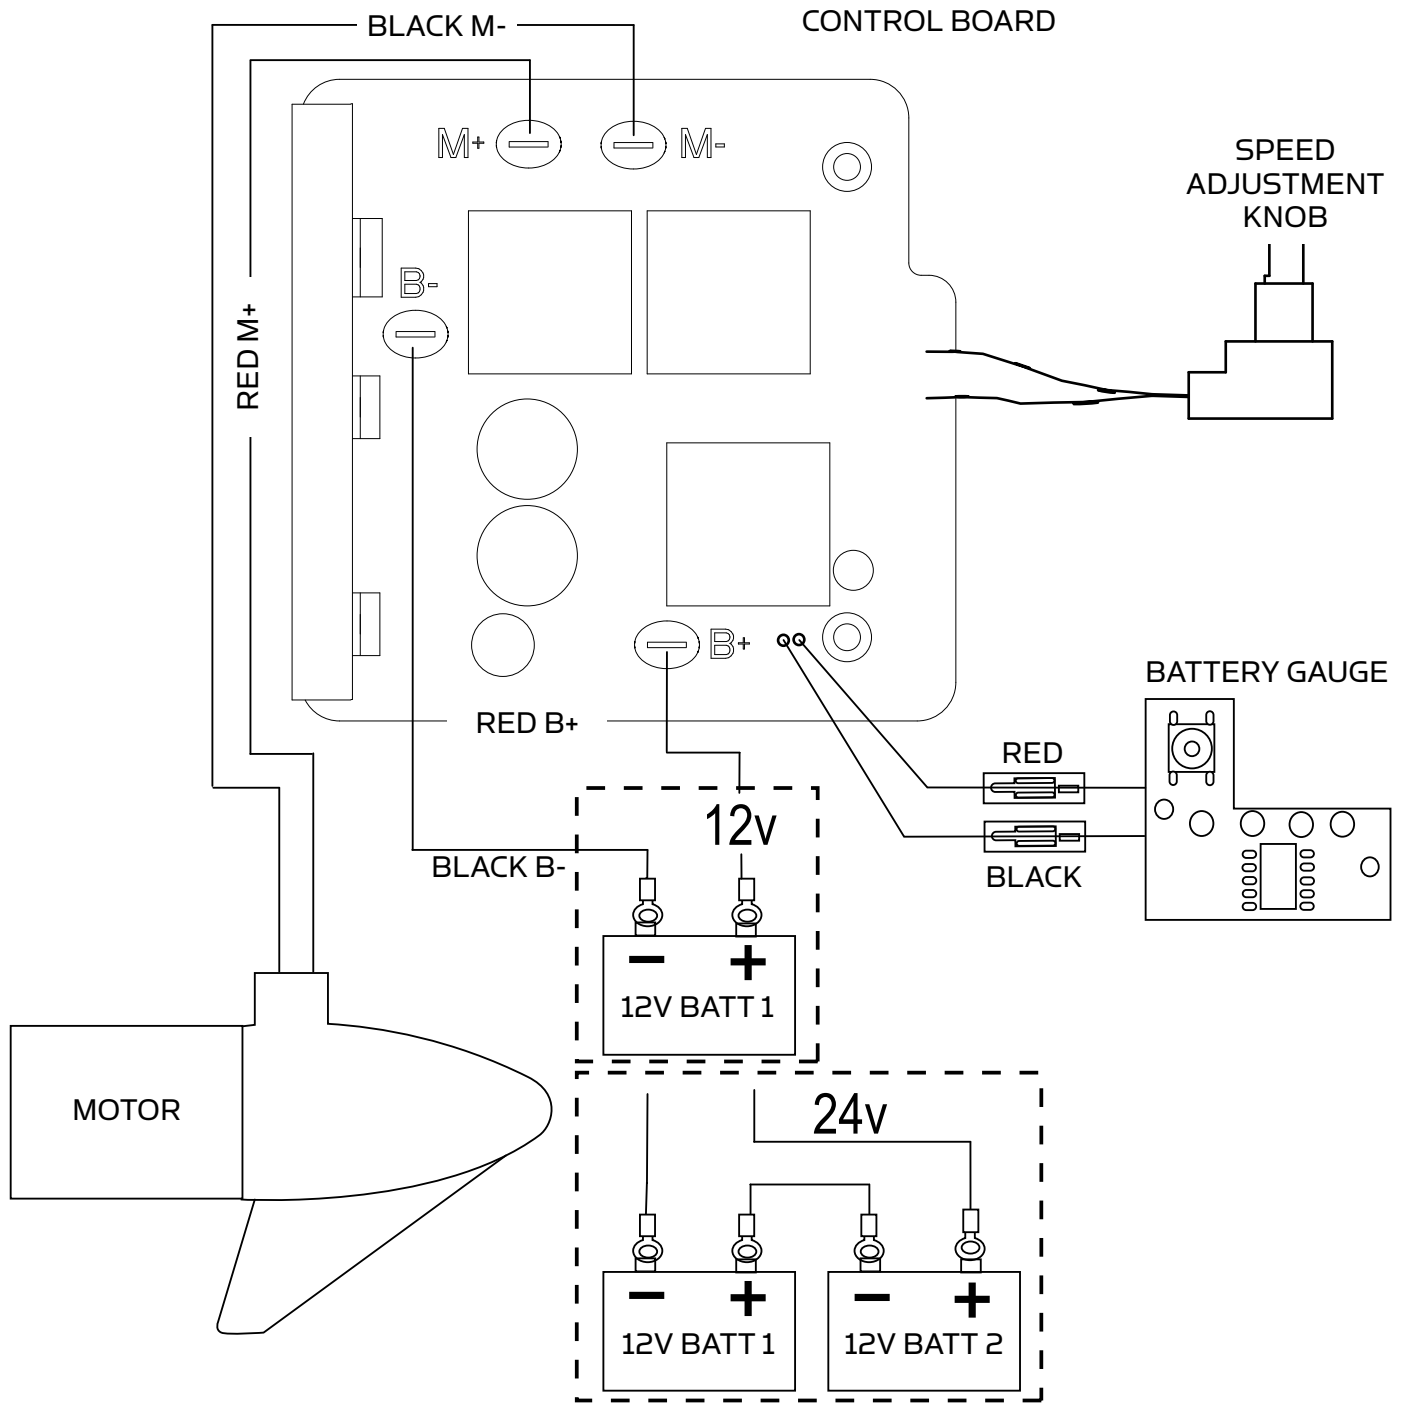 BLACK M-
CONTROL BOARD
M+
M-
SPEED
ADJUSTMENT
KNOB
B-
RED M+
B+
BATTERY GAUGE
RED B+
RED
12v
BLACK B-
BLACK
- +
12V BATT 1
MOTOR
24v
- +
12V BATT 1
- +
12V BATT 2